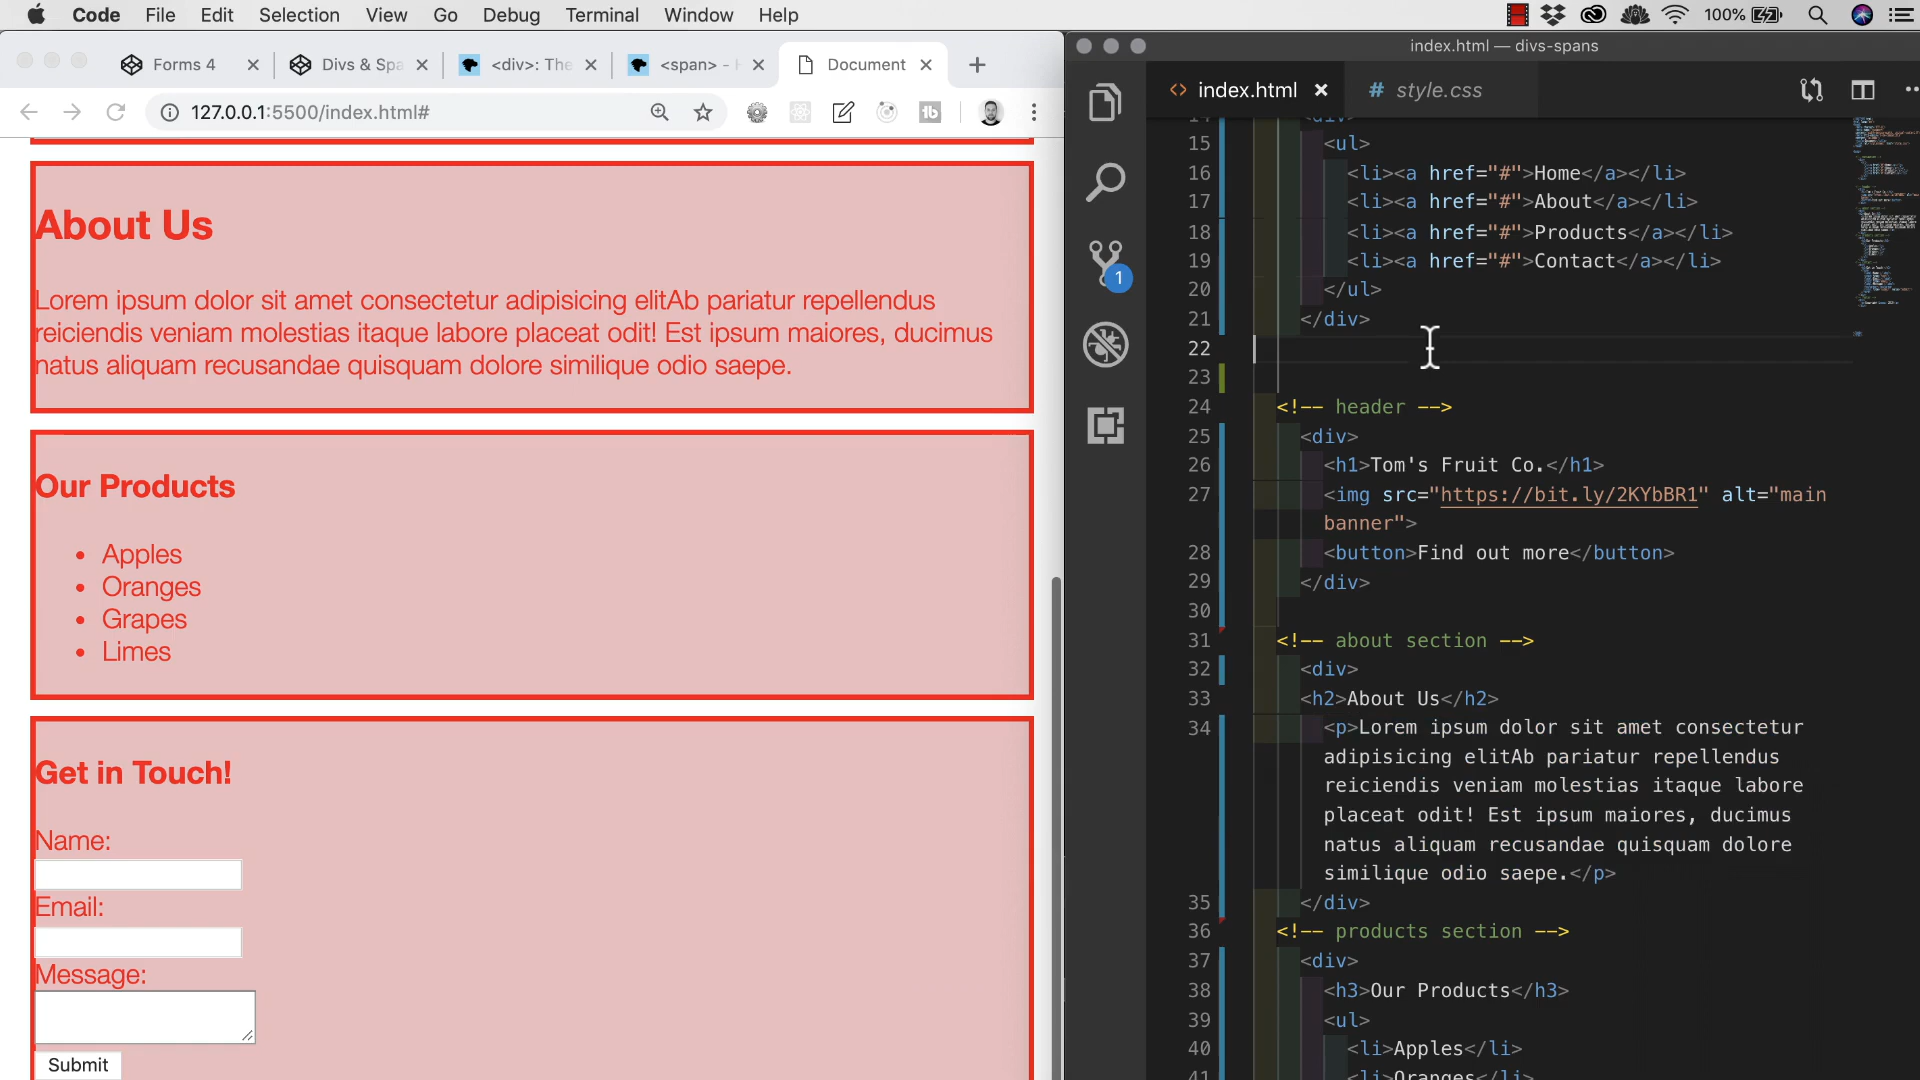 Code File Edit Selection View Go Debug Terminal Window Help 100%
Forms 4 Divs & Spa <div>: The <span> - H Document
127.0.0.1:5500/index.html#
About Us
Lorem ipsum dolor sit amet consectetur adipisicing elitAb pariatur repellendus
reiciendis veniam molestias itaque labore placeat odit! Est ipsum maiores, ducimus
natus aliquam recusandae quisquam dolore similique odio saepe.
Our Products
Apples
Oranges
Grapes
Limes
Get in Touch!
Name:
Email:
Message:
Submit
index.html — divs-spans
index.html # style.css
1
14 <div>
15 <ul>
16 <li><a href="#">Home</a></li>
17 <li><a href="#">About</a></li>
18 <li><a href="#">Products</a></li>
19 <li><a href="#">Contact</a></li>
20 </ul>
21 </div>
22
23
24 <!-- header -->
25 <div>
26 <h1>Tom's Fruit Co.</h1>
27 <img src="https://bit.ly/2KYbBR1" alt="main
banner">
28 <button>Find out more</button>
29 </div>
30
31 <!-- about section -->
32 <div>
33 <h2>About Us</h2>
34 <p>Lorem ipsum dolor sit amet consectetur
adipisicing elitAb pariatur repellendus
reiciendis veniam molestias itaque labore
placeat odit! Est ipsum maiores, ducimus
natus aliquam recusandae quisquam dolore
similique odio saepe.</p>
35 </div>
36 <!-- products section -->
37 <div>
38 <h3>Our Products</h3>
39 <ul>
40 <li>Apples</li>
41 <li>Oranges</li>